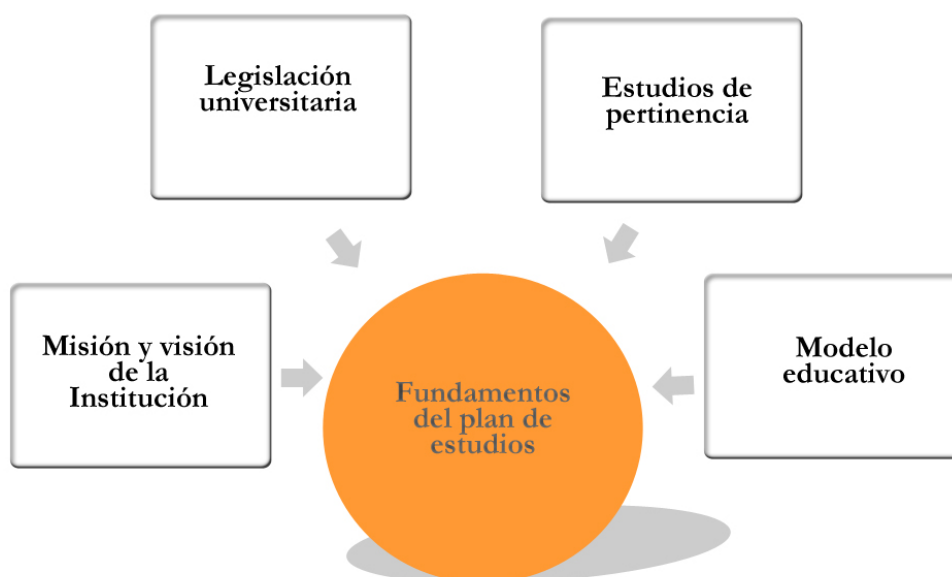 Legislación
universitaria
Estudios de
pertinencia
Misión y visión
de la
Institución
Fundamentos
del plan de
estudios
Modelo
educativo